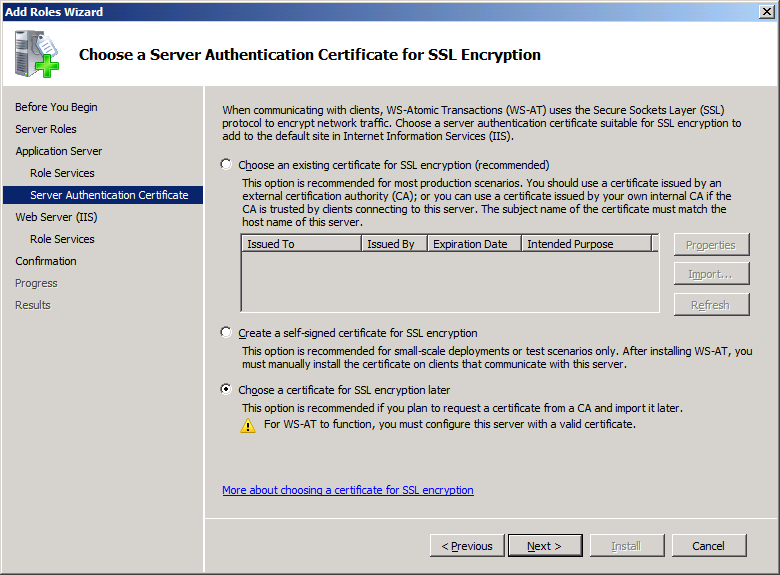 Add Roles Wizard
Choose a Server Authentication Certificate for SSL Encryption
Before You Begin
Server Roles
Application Server
Role Services
Server Authentication Certificate
Web Server (IIS)
Role Services
Confirmation
Progress
Results
When communicating with clients, WS-Atomic Transactions (WS-AT) uses the Secure Sockets Layer (SSL)
protocol to encrypt network traffic. Choose a server authentication certificate suitable for SSL encryption to
add to the default site in Internet Information Services (IIS).
Choose an existing certificate for SSL encryption (recommended)
This option is recommended for most production scenarios. You should use a certificate issued by an
external certification authority (CA); or you can use a certificate issued by your own internal CA if the
CA is trusted by clients connecting to this server. The subject name of the certificate must match the
host name of this server.
Issued To Issued By Expiration Date Intended Purpose
Properties
Import...
Refresh
Create a self-signed certificate for SSL encryption
This option is recommended for small-scale deployments or test scenarios only. After installing WS-AT, you
must manually install the certificate on clients that communicate with this server.
Choose a certificate for SSL encryption later
This option is recommended if you plan to request a certificate from a CA and import it later.
For WS-AT to function, you must configure this server with a valid certificate.
More about choosing a certificate for SSL encryption
< Previous Next > Install Cancel